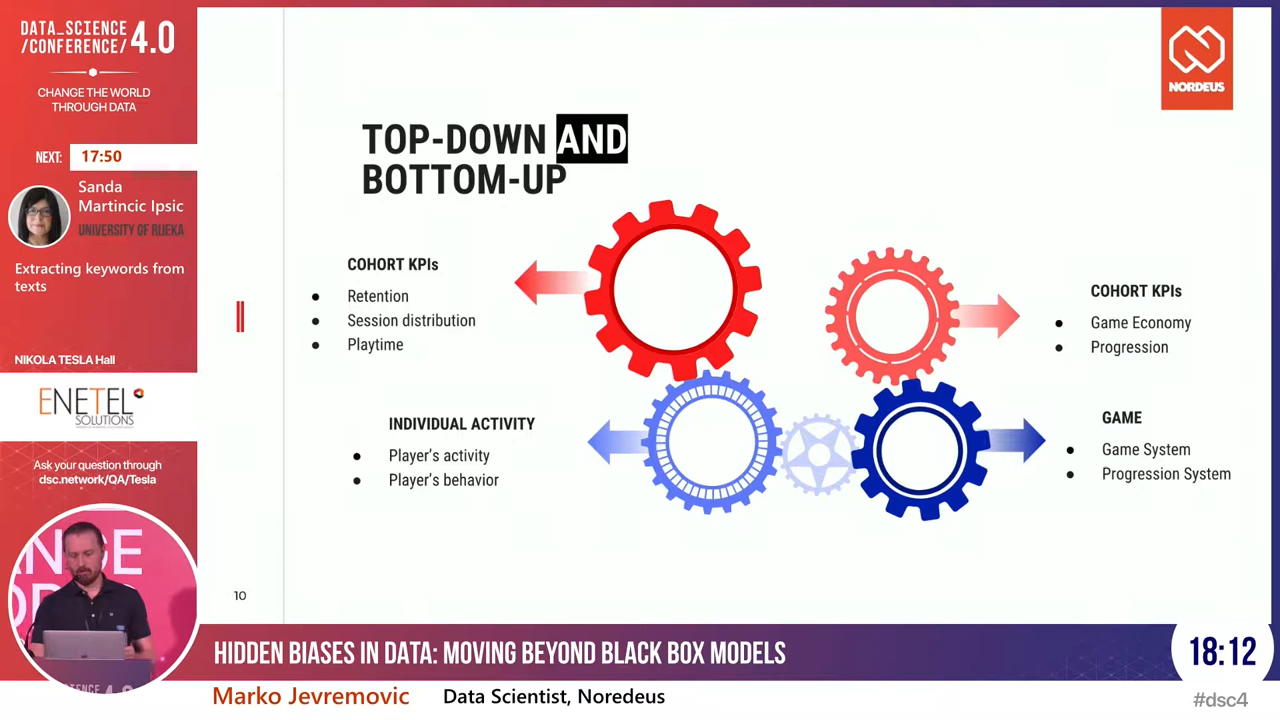 DATA_SCIENCE
/CONFERENCE/ 4.0
CHANGE THE WORLD
THROUGH DATA
NEXT: 17:50
Sanda
Martincic Ipsic
UNIVERSITY OF RIJEKA
Extracting keywords from
texts
NIKOLA TESLA Hall
ENETEL
SOLUTIONS
Ask your question through
dsc.network/QA/Tesla
NORDEUS
TOP-DOWN AND
BOTTOM-UP
COHORT KPIs
Retention
Session distribution
Playtime
COHORT KPIs
Game Economy
Progression
INDIVIDUAL ACTIVITY
Player's activity
Player's behavior
GAME
Game System
Progression System
10
HIDDEN BIASES IN DATA: MOVING BEYOND BLACK BOX MODELS
18:12
Marko Jevremovic
Data Scientist, Noredeus
#dsc4